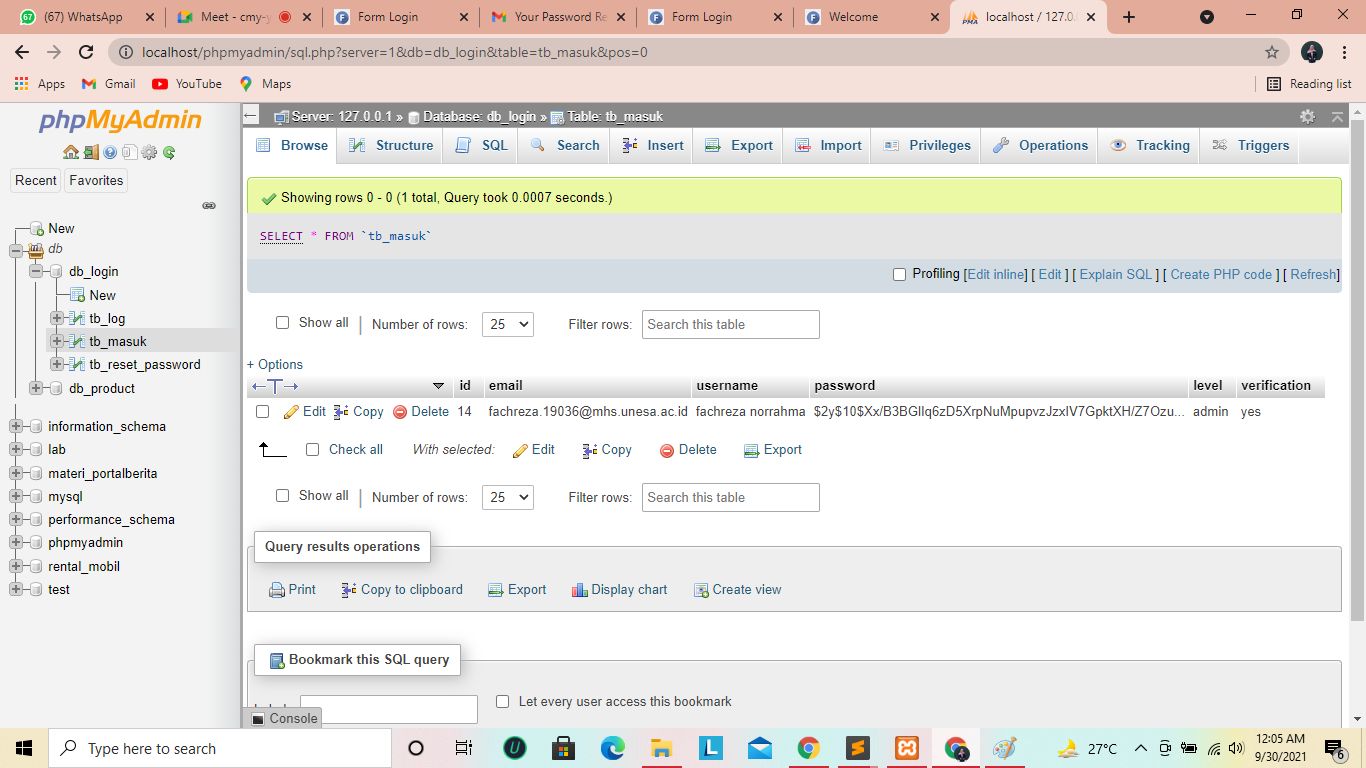 (67) WhatsApp
Meet - cmy-y
Form Login
Your Password Re
Form Login
Welcome
localhost / 127.0.
localhost/phpmyadmin/sql.php?server=1&db=db_login&table=tb_masuk&pos=0
Apps Gmail YouTube Maps Reading list
phpMyAdmin
Server: 127.0.0.1 » Database: db_login » Table: tb_masuk
Browse Structure SQL Search Insert Export Import Privileges Operations Tracking Triggers
Recent Favorites
New
db
db_login
New
tb_log
tb_masuk
tb_reset_password
db_product
information_schema
lab
materi_portalberita
mysql
performance_schema
phpmyadmin
rental_mobil
test
Showing rows 0 - 0 (1 total, Query took 0.0007 seconds.)
SELECT * FROM `tb_masuk`
Profiling [Edit inline] [ Edit ] [ Explain SQL ] [ Create PHP code ] [ Refresh]
Show all | Number of rows: 25 Filter rows: Search this table
+ Options
←T→ id email username password level verification
Edit Copy Delete 14 fachreza.19036@mhs.unesa.ac.id fachreza norrahma
admin yes
Check all With selected: Edit Copy Delete Export
Show all | Number of rows: 25 Filter rows: Search this table
Query results operations
Print Copy to clipboard Export Display chart Create view
Bookmark this SQL query
Let every user access this bookmark
Console
Type here to search
27°C
12:05 AM
9/30/2021
6